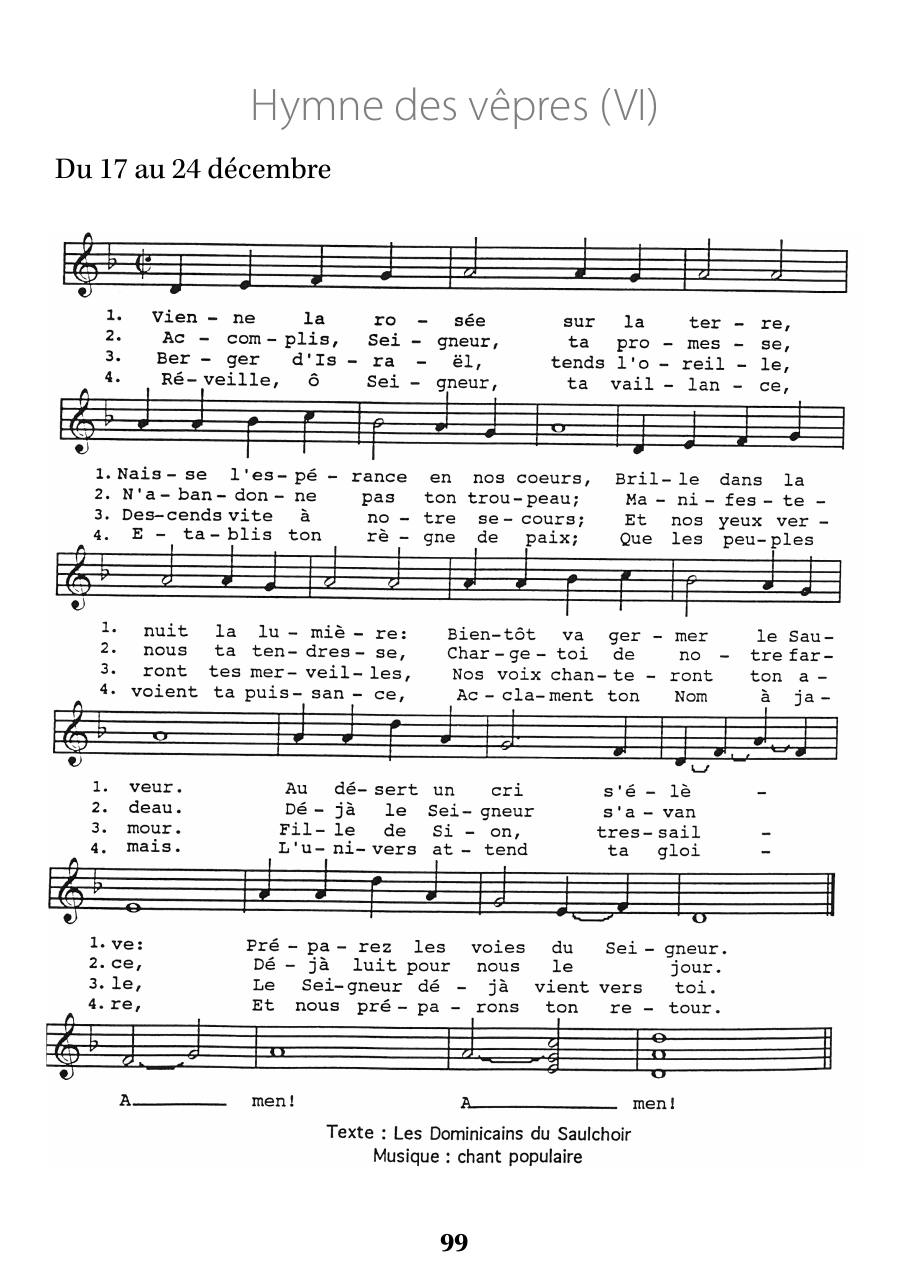 Hymne des vêpres (VI)
Du 17 au 24 décembre
1. Vien - ne la ro - sée sur la ter - re,
2. Ac - com - plis, Sei - gneur, ta pro - mes - se,
3. Ber - ger d'Is - ra - ël, tends l'o - reil - le,
4. Ré - veille, ô Sei - gneur, ta vail - lan - ce,
1. Nais - se l'es - pé - rance en nos coeurs, Bril - le dans la
2. N'a - ban - don - ne pas ton trou - peau; Ma - ni - fes - te -
3. Des - cends vite à no - tre se - cours; Et nos yeux ver -
4. E - ta - blis ton rè - gne de paix; Que les peu - ples
1. nuit la lu - miè - re: Bien - tôt va ger - mer le Sau -
2. nous ta ten - dres - se, Char - ge - toi de no - tre far -
3. ront tes mer - veil - les, Nos voix chan - te - ront ton a -
4. voient ta puis - san - ce, Ac - clament ton Nom à ja -
1. veur. Au dé - sert un cri s'é - lè -
2. deau. Dé - jà le Sei - gneur s'a - van
3. mour. Fil - le de Si - on, tres - sail -
4. mais. L'u - ni - vers at - tend ta gloi -
1. ve: Pré - pa - rez les voies du Sei - gneur.
2. ce, Dé - jà luit pour nous le jour.
3. le, Le Sei - gneur dé - jà vient vers toi.
4. re, Et nous pré - pa - rons ton re - tour.
A men! A men!
Texte : Les Dominicains du Saulchoir
Musique : chant populaire
99